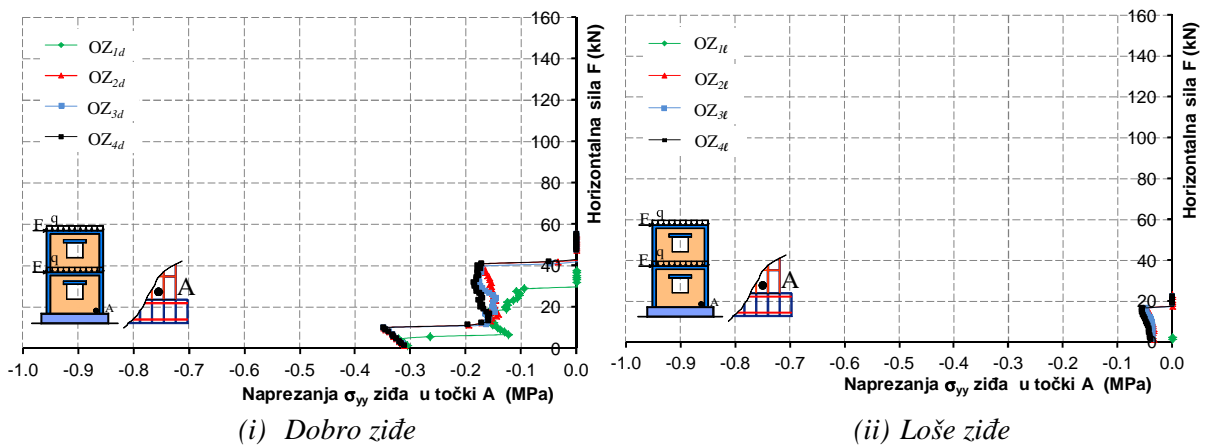 OZ1d
OZ2d
OZ3d
OZ4d
160
140
120
100
80
60
40
20
0
Horizontalna sila F (kN)
F q
F q
A
A
-1.0 -0.9 -0.8 -0.7 -0.6 -0.5 -0.4 -0.3 -0.2 -0.1 0.0
Naprezanja σyy ziđa u točki A (MPa)
(i) Dobro ziđe
OZ1ℓ
OZ2ℓ
OZ3ℓ
OZ4ℓ
160
140
120
100
80
60
40
20
0
Horizontalna sila F (kN)
F q
F q
A
A
-1.0 -0.9 -0.8 -0.7 -0.6 -0.5 -0.4 -0.3 -0.2 -0.1 0.0
Naprezanja σyy ziđa u točki A (MPa)
(ii) Loše ziđe